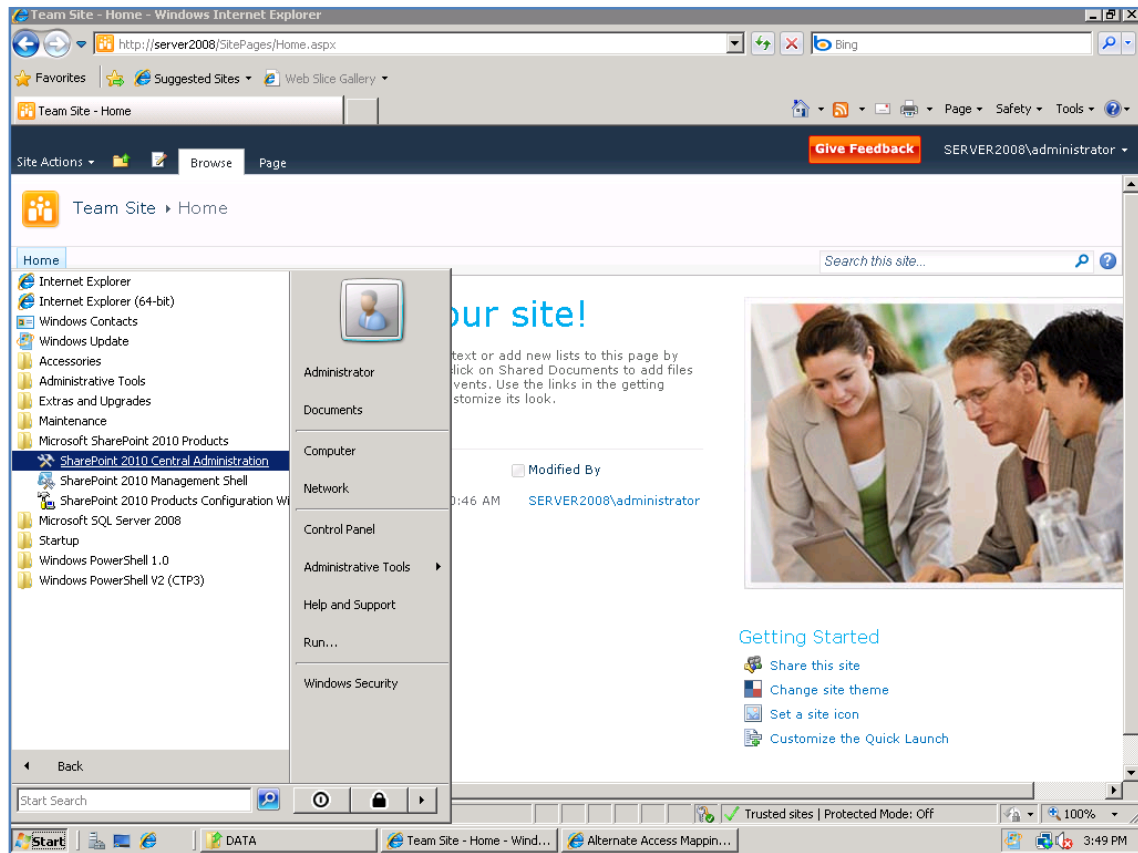 Team Site - Home - Windows Internet Explorer
http://server2008/SitePages/Home.aspx
Bing
Favorites
Suggested Sites
Web Slice Gallery
Team Site - Home
Page
Safety
Tools
Site Actions
Browse
Page
Give Feedback
SERVER2008\administrator
Team Site
Home
Home
Search this site...
Internet Explorer
Internet Explorer (64-bit)
Windows Contacts
Windows Update
Accessories
Administrative Tools
Extras and Upgrades
Maintenance
Microsoft SharePoint 2010 Products
SharePoint 2010 Central Administration
SharePoint 2010 Management Shell
SharePoint 2010 Products Configuration Wi
Microsoft SQL Server 2008
Startup
Windows PowerShell 1.0
Windows PowerShell V2 (CTP3)
Back
Start Search
Administrator
Documents
Computer
Network
Control Panel
Administrative Tools
Help and Support
Run...
Windows Security
our site!
text or add new lists to this page by
lick on Shared Documents to add files
vents. Use the links in the getting
stomize its look.
Modified By
0:46 AM
SERVER2008\administrator
Getting Started
Share this site
Change site theme
Set a site icon
Customize the Quick Launch
Trusted sites | Protected Mode: Off
100%
Start
DATA
Team Site - Home - Wind...
Alternate Access Mappin...
3:49 PM